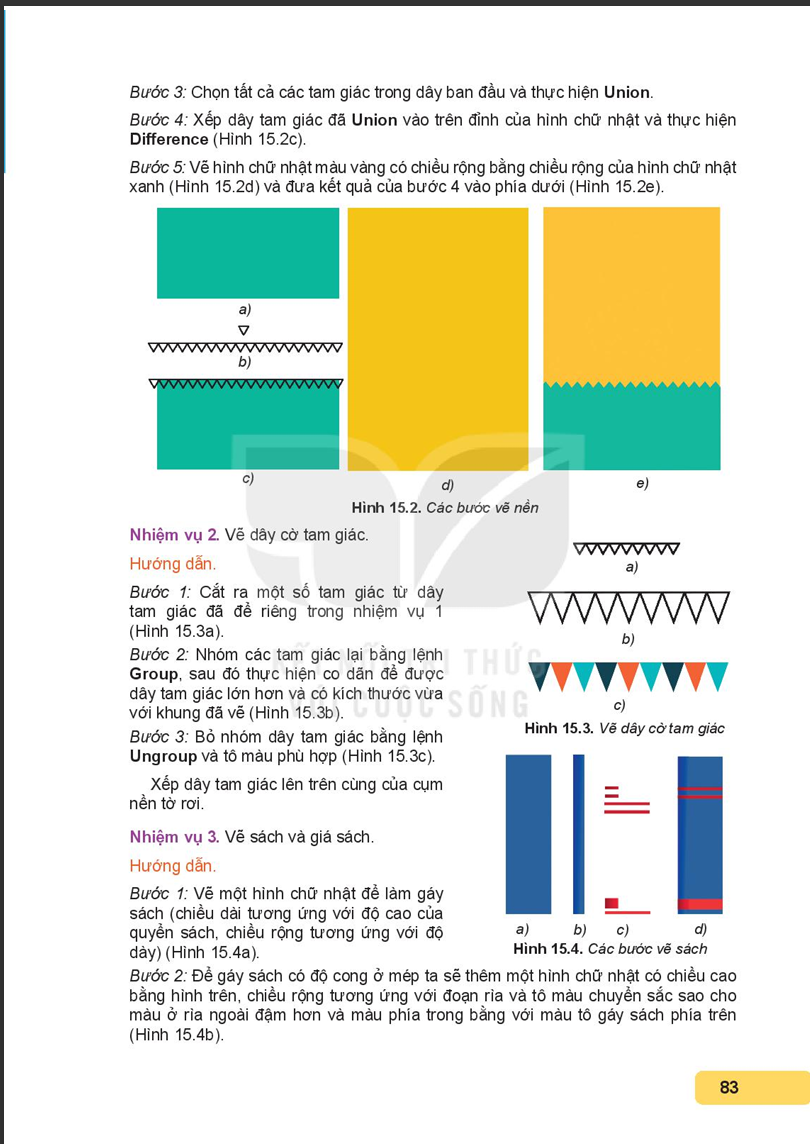 Bước 3: Chọn tất cả các tam giác trong dây ban đầu và thực hiện Union.
Bước 4: Xếp dây tam giác đã Union vào trên đỉnh của hình chữ nhật và thực hiện
Difference (Hình 15.2c).
Bước 5: Vẽ hình chữ nhật màu vàng có chiều rộng bằng chiều rộng của hình chữ nhật
xanh (Hình 15.2d) và đưa kết quả của bước 4 vào phía dưới (Hình 15.2e).
a)
b)
c)
d)
e)
Hình 15.2. Các bước vẽ nền
Nhiệm vụ 2. Vẽ dây cờ tam giác.
Hướng dẫn.
Bước 1: Cắt ra một số tam giác từ dây
tam giác đã để riêng trong nhiệm vụ 1
(Hình 15.3a).
Bước 2: Nhóm các tam giác lại bằng lệnh
Group, sau đó thực hiện co dãn để được
dây tam giác lớn hơn và có kích thước vừa
với khung đã vẽ (Hình 15.3b).
Bước 3: Bỏ nhóm dây tam giác bằng lệnh
Ungroup và tô màu phù hợp (Hình 15.3c).
Xếp dây tam giác lên trên cùng của cụm
nền tờ rơi.
a)
b)
c)
Hình 15.3. Vẽ dây cờ tam giác
KẾT NỐI TRI THỨC
VỚI CUỘC SỐNG
Nhiệm vụ 3. Vẽ sách và giá sách.
Hướng dẫn.
Bước 1: Vẽ một hình chữ nhật để làm gáy
sách (chiều dài tương ứng với độ cao của
quyển sách, chiều rộng tương ứng với độ
dày) (Hình 15.4a).
a)
b)
c)
d)
Hình 15.4. Các bước vẽ sách
Bước 2: Để gáy sách có độ cong ở mép ta sẽ thêm một hình chữ nhật có chiều cao
bằng hình trên, chiều rộng tương ứng với đoạn rìa và tô màu chuyển sắc sao cho
màu ở rìa ngoài đậm hơn và màu phía trong bằng với màu tô gáy sách phía trên
(Hình 15.4b).
83